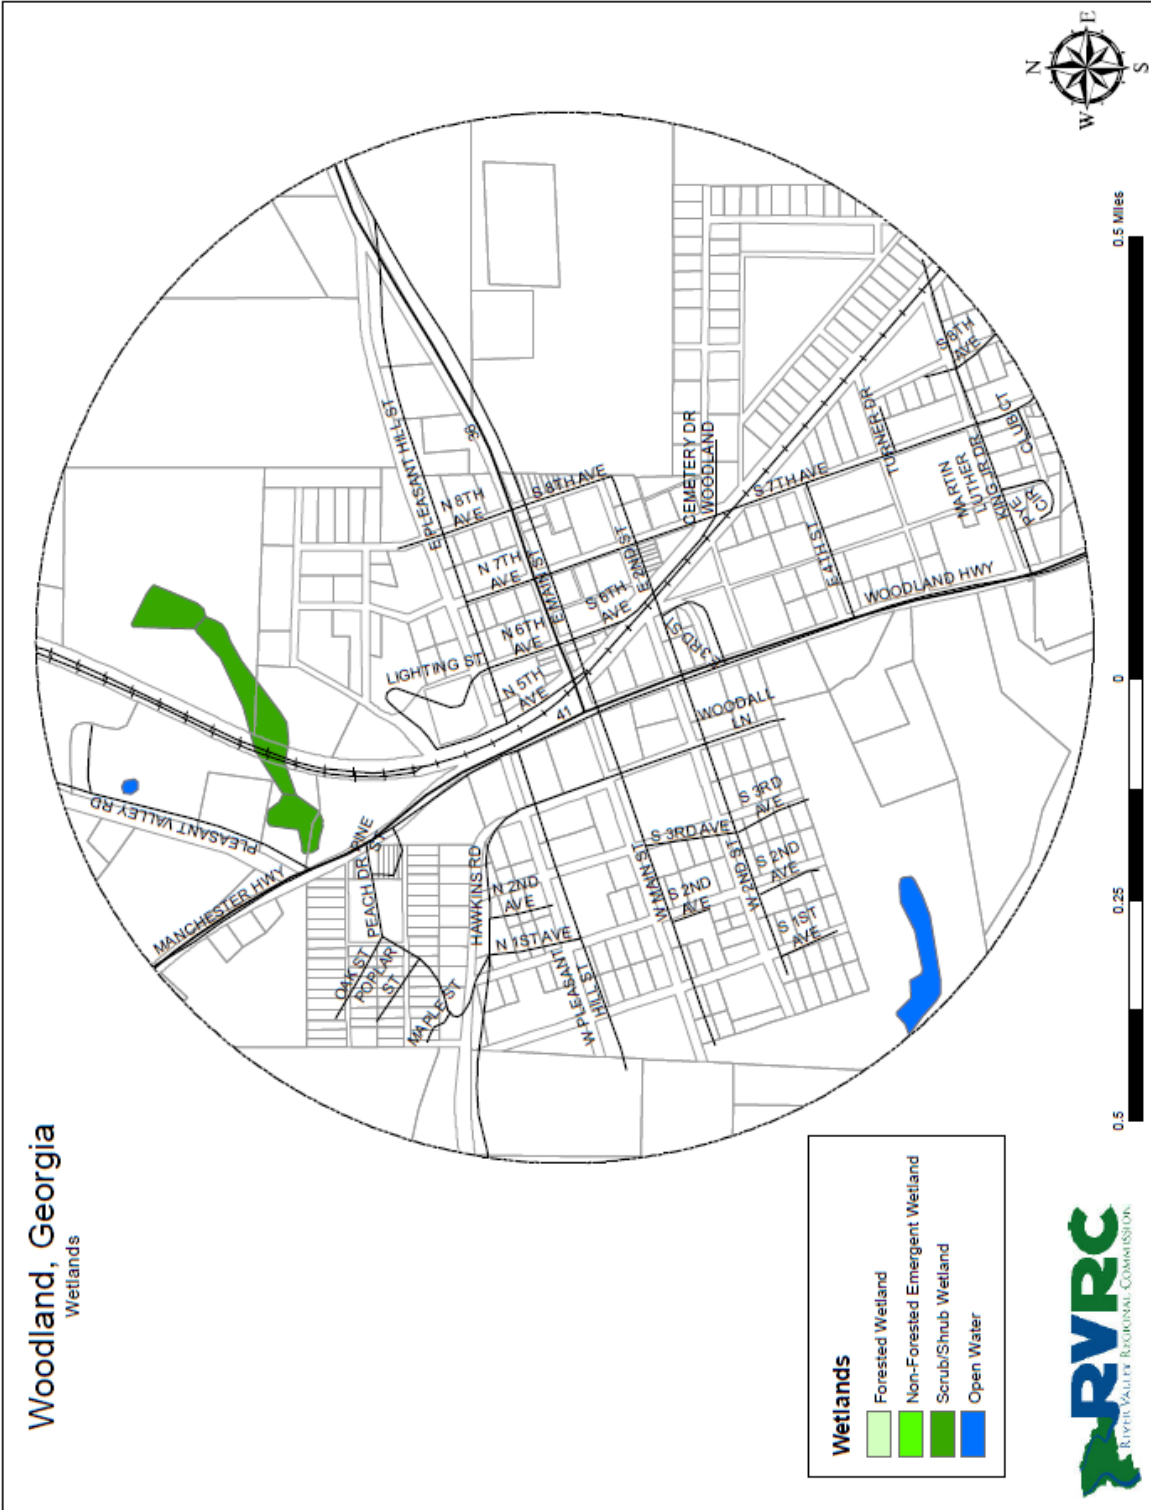 Woodland, Georgia
Wetlands
N
E
S
W
PLEASANT VALLEY RD
MANCHESTER HWY
PEACH DR
PINE
ST
OAK ST
POPLAR
ST
MAPLE ST
HAWKINS RD
N 2ND
AVE
N 1ST AVE
W PLEASANT
HILL ST
LIGHTING ST
E PLEASANT HILL ST
N 8TH
AVE
N 7TH
AVE
N 6TH
AVE
N 5TH
AVE
36
41
E MAIN ST
S 8TH AVE
S 6TH
AVE
E 2ND ST
3RD ST
CEMETERY DR
WOODLAND
S 7TH AVE
E 4TH ST
TURNER DR
WOODLAND HWY
MARTIN
LUTHER
KING JR DR
S 8TH
AVE
CLUB CT
PYE
CIR
WOODALL
LN
S 3RD AVE
S 3RD
AVE
W MAIN ST
W 2ND ST
S 2ND
AVE
S 2ND
AVE
S 1ST
AVE
Wetlands
Forested Wetland
Non-Forested Emergent Wetland
Scrub/Shrub Wetland
Open Water
0.5
0.25
0
0.5 Miles
RVRC
RIVER VALLEY REGIONAL COMMISSION